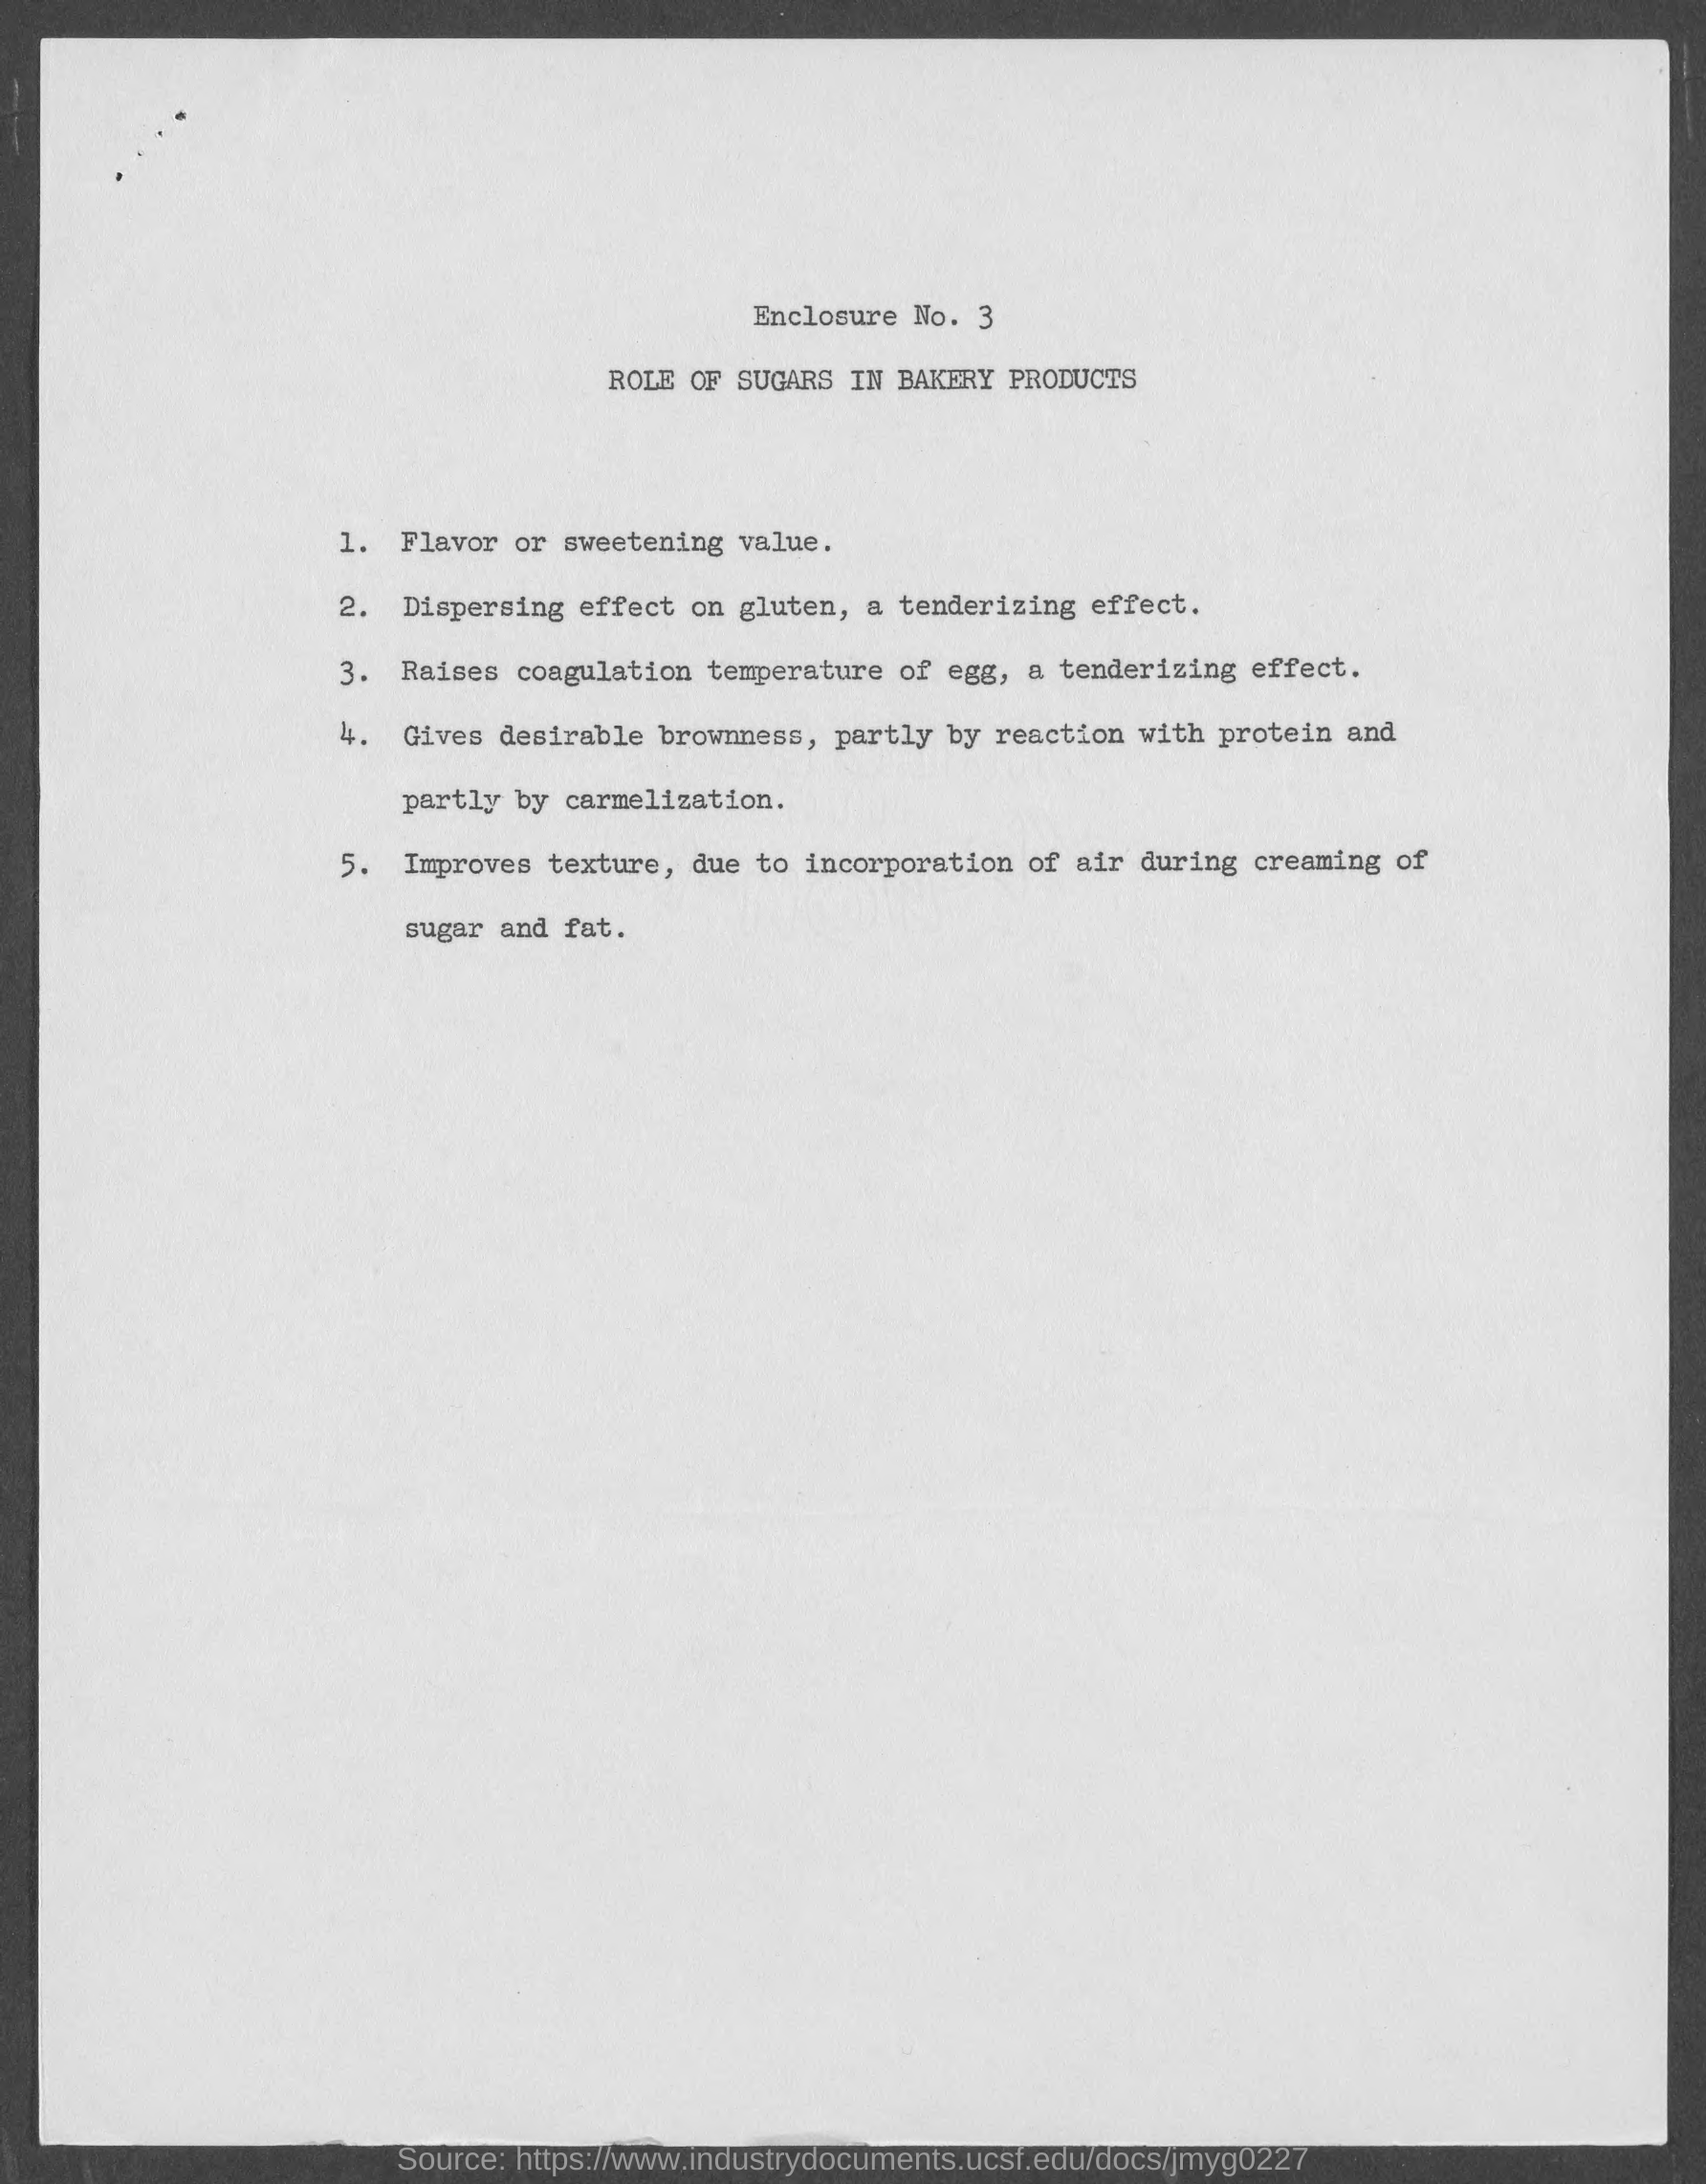 Enclosure No. 3
ROLE OF SUGARS IN BAKERY PRODUCTS
1. Flavor or sweetening value.
2. Dispersing effect on gluten, a tenderizing effect.
3. Raises coagulation temperature of egg, a tenderizing effect.
4. Gives desirable brownness, partly by reaction with protein and
partly by carmelization.
5. Improves texture, due to incorporation of air during creaming of
sugar and fat.
Source: https://www.industrydocuments.ucsf.edu/docs/jmyg0227